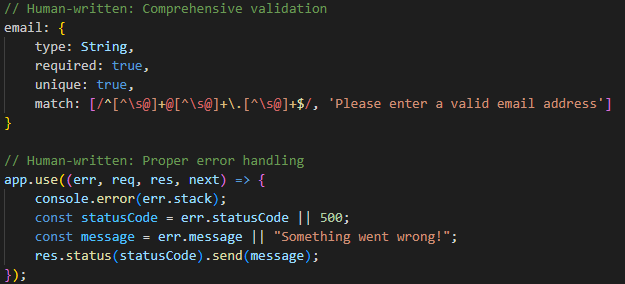 // Human-written: Comprehensive validation
email: {
    type: String,
    required: true,
    unique: true,
    match: [/^[^\s@]+@[^\s@]+\.[^\s@]+$/, 'Please enter a valid email address']
}

// Human-written: Proper error handling
app.use((err, req, res, next) => {
    console.error(err.stack);
    const statusCode = err.statusCode || 500;
    const message = err.message || "Something went wrong!";
    res.status(statusCode).send(message);
});